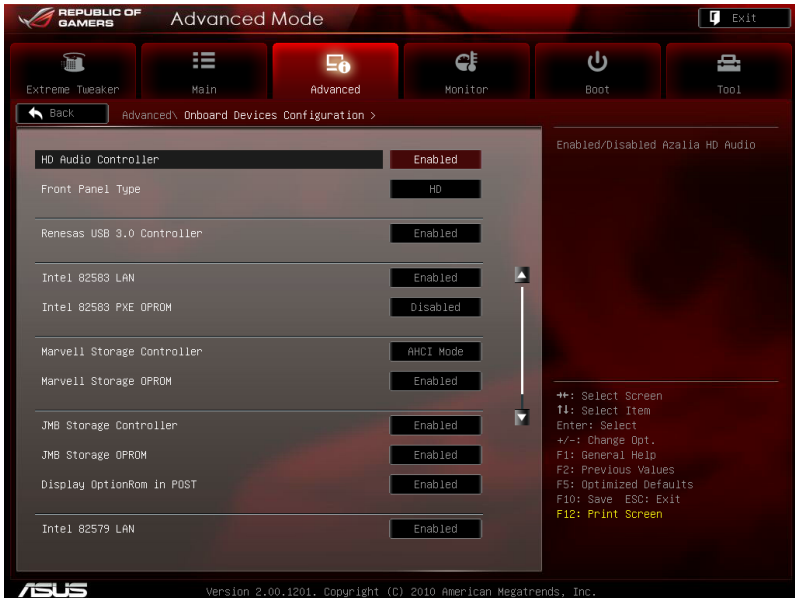 REPUBLIC OF
GAMERS
Advanced Mode
Exit
Extreme Tweaker
Main
Advanced
Monitor
Boot
Tool
Back
Advanced\ Onboard Devices Configuration >
HD Audio Controller Enabled
Front Panel Type HD
Renesas USB 3.0 Controller Enabled
Intel 82583 LAN Enabled
Intel 82583 PXE OPROM Disabled
Marvell Storage Controller AHCI Mode
Marvell Storage OPROM Enabled
JMB Storage Controller Enabled
JMB Storage OPROM Enabled
Display OptionRom in POST Enabled
Intel 82579 LAN Enabled
Enabled/Disabled Azalia HD Audio
→←: Select Screen
↑↓: Select Item
Enter: Select
+/-: Change Opt.
F1: General Help
F2: Previous Values
F5: Optimized Defaults
F10: Save ESC: Exit
F12: Print Screen
ASUS
Version 2.00.1201. Copyright (C) 2010 American Megatrends, Inc.